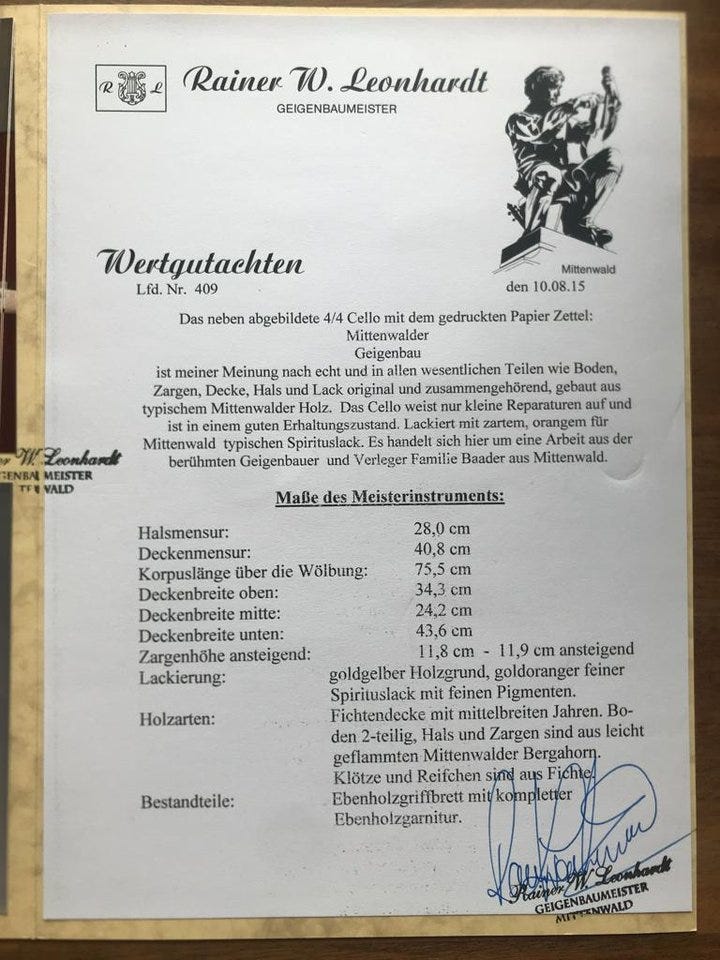 R L
Rainer W. Leonhardt
GEIGENBAUMEISTER
Mittenwald
Wertgutachten
Lfd. Nr. 409
den 10.08.15
Das neben abgebildete 4/4 Cello mit dem gedruckten Papier Zettel:
Mittenwalder
Geigenbau
ist meiner Meinung nach echt und in allen wesentlichen Teilen wie Boden,
Zargen, Decke, Hals und Lack original und zusammengehörend, gebaut aus
typischem Mittenwalder Holz. Das Cello weist nur kleine Reparaturen auf und
ist in einem guten Erhaltungszustand. Lackiert mit zartem, orangem für
Mittenwald typischen Spirituslack. Es handelt sich hier um eine Arbeit aus der
berühmten Geigenbauer und Verleger Familie Baader aus Mittenwald.
W. Leonhardt
MEISTER
WALD
Maße des Meisterinstruments:
Halsmensur: 28,0 cm
Deckenmensur: 40,8 cm
Korpuslänge über die Wölbung: 75,5 cm
Deckenbreite oben: 34,3 cm
Deckenbreite mitte: 24,2 cm
Deckenbreite unten: 43,6 cm
Zargenhöhe ansteigend: 11,8 cm - 11,9 cm ansteigend
Lackierung: goldgelber Holzgrund, goldoranger feiner
Spirituslack mit feinen Pigmenten.
Holzarten: Fichtendecke mit mittelbreiten Jahren. Bo-
den 2-teilig, Hals und Zargen sind aus leicht
geflammten Mittenwalder Bergahorn.
Klötze und Reifchen sind aus Fichte.
Bestandteile: Ebenholzgriffbrett mit kompletter
Ebenholzgarnitur.
Rainer W. Leonhardt
GEIGENBAUMEISTER
MITTENWALD